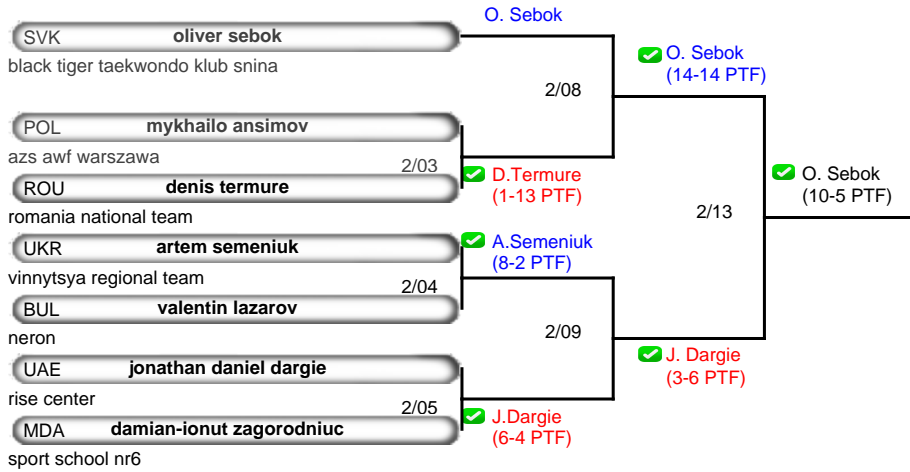 O. Sebok
SVK oliver sebok
black tiger taekwondo klub snina
O. Sebok
(14-14 PTF)
2/08
POL mykhailo ansimov
azs awf warszawa
2/03
ROU denis termure
D.Termure
(1-13 PTF)
O. Sebok
(10-5 PTF)
romania national team
2/13
UKR artem semeniuk
A.Semeniuk
(8-2 PTF)
vinnytsya regional team
2/04
BUL valentin lazarov
neron
2/09
UAE jonathan daniel dargie
J. Dargie
(3-6 PTF)
rise center
2/05
MDA damian-ionut zagorodniuc
J.Dargie
(6-4 PTF)
sport school nr6